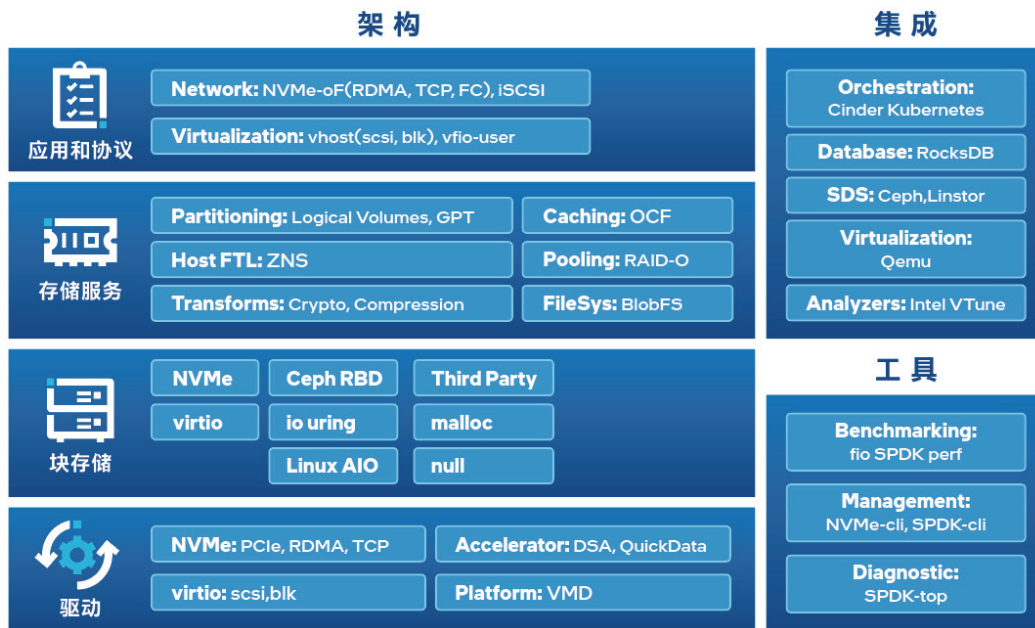 架构
应用和协议
Network: NVMe-oF(RDMA, TCP, FC), iSCSI
Virtualization: vhost(scsi, blk), vfio-user
存储服务
Partitioning: Logical Volumes, GPT
Caching: OCF
Host FTL: ZNS
Pooling: RAID-O
Transforms: Crypto, Compression
FileSys: BlobFS
块存储
NVMe
Ceph RBD
Third Party
virtio
io uring
malloc
Linux AIO
null
驱动
NVMe: PCIe, RDMA, TCP
Accelerator: DSA, QuickData
virtio: scsi,blk
Platform: VMD
集成
Orchestration:
Cinder Kubernetes
Database: RocksDB
SDS: Ceph,Linstor
Virtualization:
Qemu
Analyzers: Intel VTune
工具
Benchmarking:
fio SPDK perf
Management:
NVMe-cli, SPDK-cli
Diagnostic:
SPDK-top